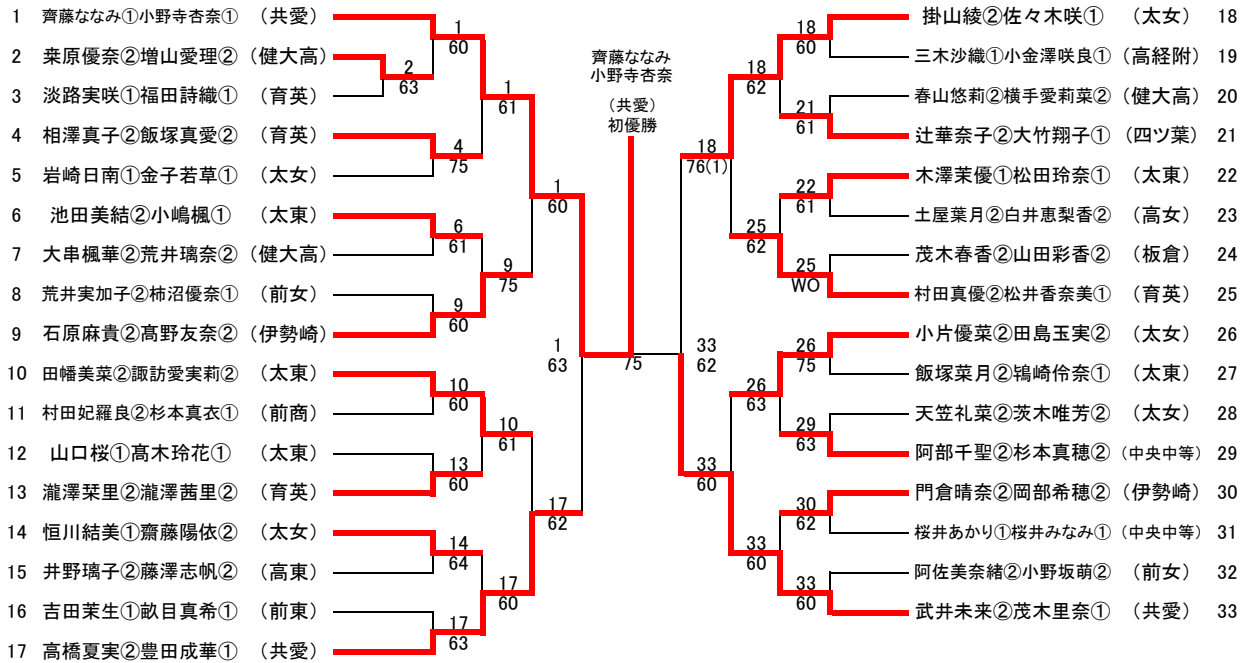 1 齊藤ななみ①小野寺杏奈① (共愛)
2 桒原優奈②増山愛理② (健大高)
3 淡路実咲①福田詩織① (育英)
4 相澤真子②飯塚真愛② (育英)
5 岩崎日南①金子若草① (太女)
6 池田美結②小嶋楓① (太東)
7 大串楓華②荒井璃奈② (健大高)
8 荒井実加子②柿沼優奈① (前女)
9 石原麻貴②髙野友奈② (伊勢崎)
10 田幡美菜②諏訪愛実莉② (太東)
11 村田妃羅良②杉本真衣① (前商)
12 山口桜①髙木玲花① (太東)
13 瀧澤栞里②瀧澤茜里② (育英)
14 恒川結美①齋藤陽依② (太女)
15 井野璃子②藤澤志帆② (高東)
16 吉田茉生①畝目真希① (前東)
17 高橋夏実②豊田成華① (共愛)
2
63
1
60
4
75
6
61
9
60
10
60
13
60
14
64
17
63
1
61
9
75
10
61
17
60
1
60
17
62
1
63
齊藤ななみ
小野寺杏奈
(共愛)
初優勝
75
33
62
18
76(1)
33
60
18
62
25
62
26
63
33
60
18
60
21
61
22
61
25
WO
26
75
29
63
30
62
33
60
掛山綾②佐々木咲① (太女) 18
三木沙織①小金澤咲良① (高経附) 19
春山悠莉②横手愛莉菜② (健大高) 20
辻華奈子②大竹翔子① (四ツ葉) 21
木澤茉優①松田玲奈① (太東) 22
土屋葉月②白井恵梨香② (高女) 23
茂木春香②山田彩香② (板倉) 24
村田真優②松井香奈美① (育英) 25
小片優菜②田島玉実② (太女) 26
飯塚菜月②鴇崎伶奈① (太東) 27
天笠礼菜②茨木唯芳② (太女) 28
阿部千聖②杉本真穂② (中央中等) 29
門倉晴奈②岡部希穂② (伊勢崎) 30
桜井あかり①桜井みなみ① (中央中等) 31
阿佐美奈緒②小野坂萌② (前女) 32
武井未来②茂木里奈① (共愛) 33